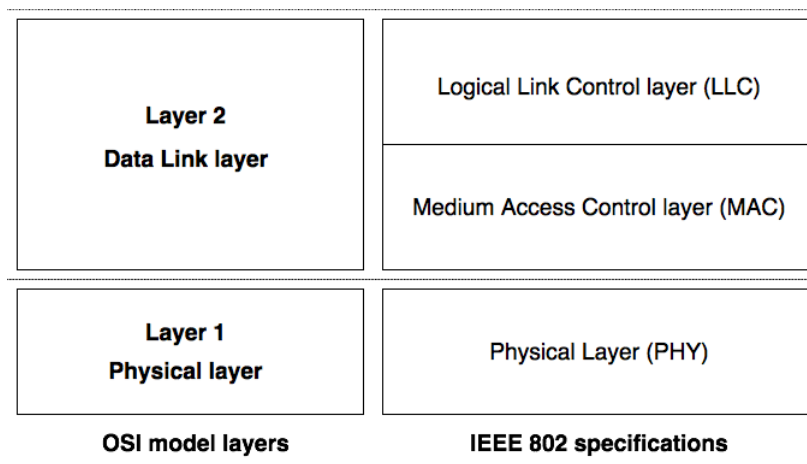 Layer 2
Data Link layer
Logical Link Control layer (LLC)
Medium Access Control layer (MAC)
Layer 1
Physical layer
Physical Layer (PHY)
OSI model layers
IEEE 802 specifications